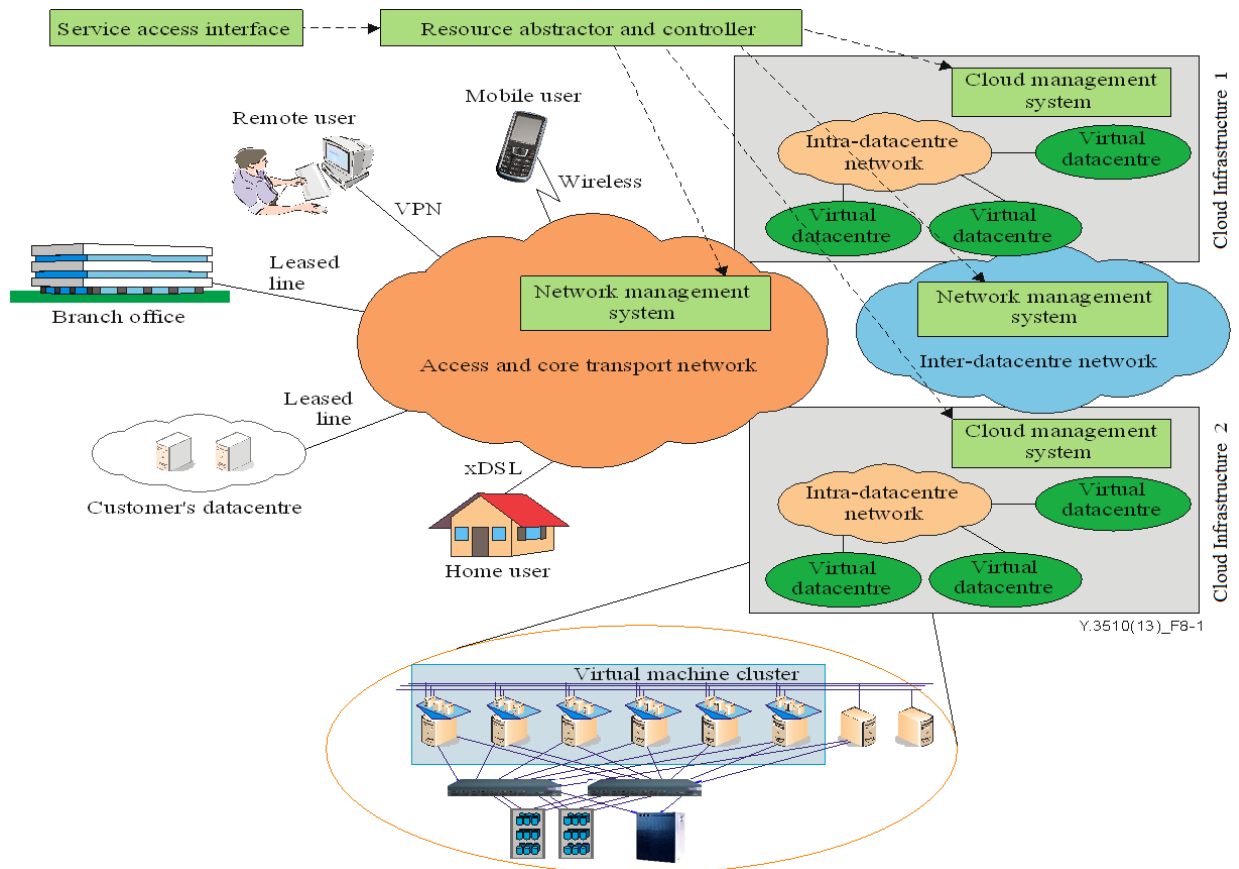 Service access interface
Resource abstractor and controller
Mobile user
Remote user
Wireless
VPN
Leased
line
Branch office
Network management
system
Access and core transport network
Leased
line
Customer's datacentre
xDSL
Home user
Cloud management
system
Intra-datacentre
network
Virtual
datacentre
Virtual
datacentre
Virtual
datacentre
Cloud Infrastructure 1
Network management
system
Inter-datacentre network
Cloud management
system
Intra-datacentre
network
Virtual
datacentre
Virtual
datacentre
Virtual
datacentre
Cloud Infrastructure 2
Y.3510(13)_F8-1
Virtual machine cluster